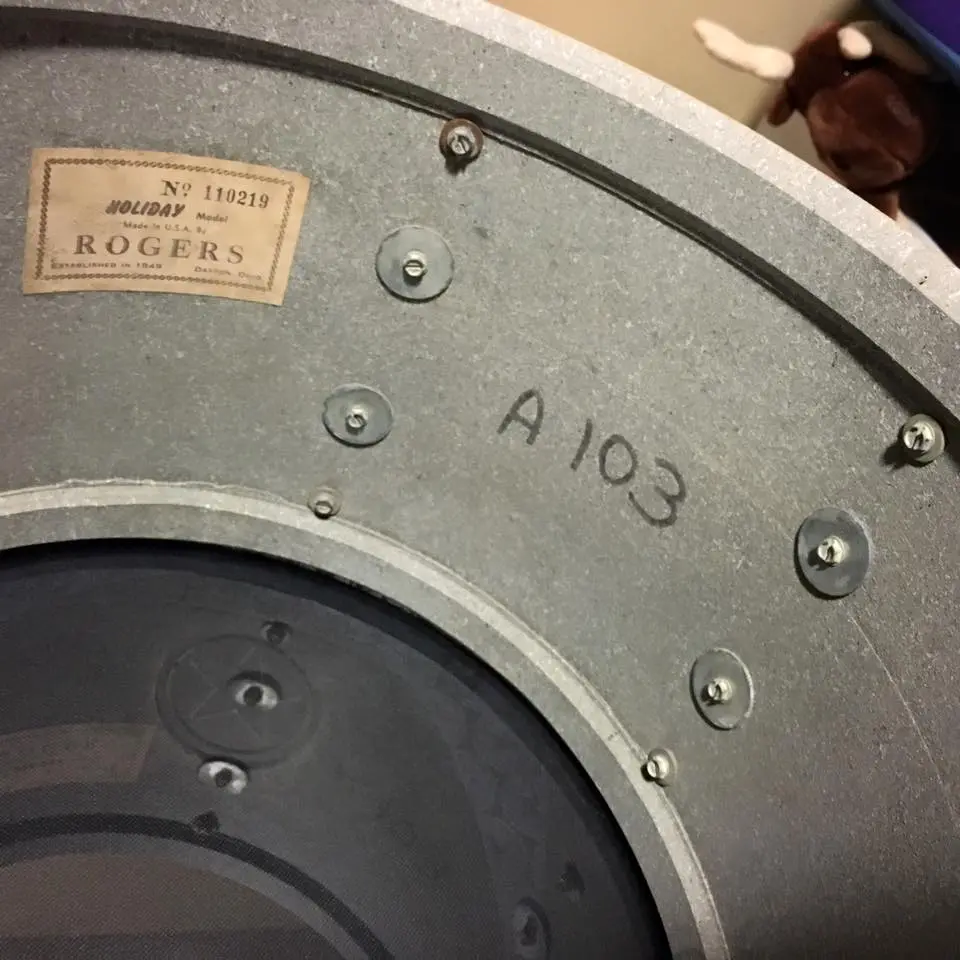 Nº 110219
HOLIDAY Model
Made In U.S.A. By
ROGERS
ESTABLISHED IN 1849 DAYTON, OHIO
A 103